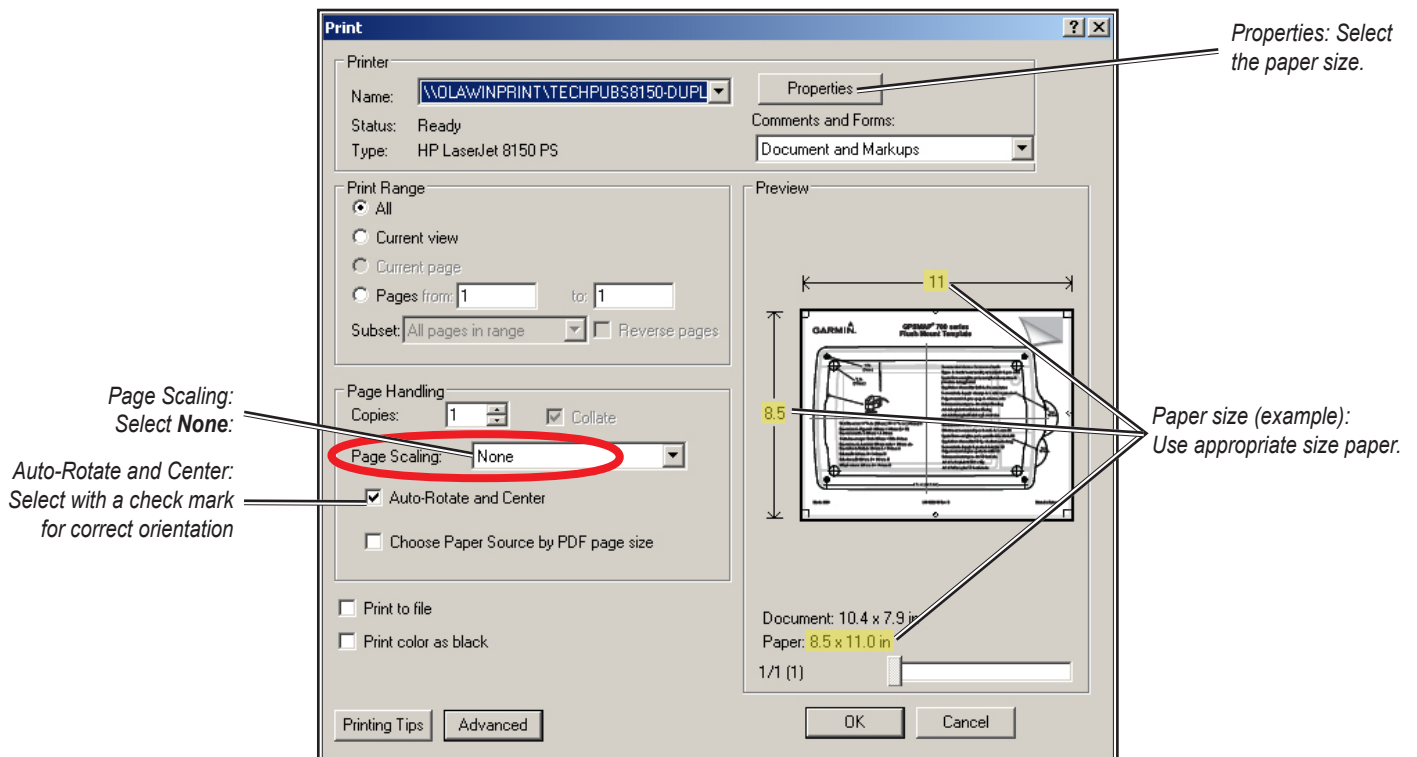 Print
Properties: Select
the paper size.
Printer
Name: \\OLAWINPRINT\TECHPUBS8150-DUPL
Properties
Status: Ready
Comments and Forms:
Type: HP LaserJet 8150 PS
Document and Markups
Print Range
All
Current view
Current page
Pages from: 1 to: 1
Subset: All pages in range Reverse pages
Preview
11
GARMIN.
GPSMAP® 700 series
Flush Mount Template
8.5
Page Scaling:
Select None:
Auto-Rotate and Center:
Select with a check mark
for correct orientation
Page Handling
Copies: 1 Collate
Page Scaling: None
Auto-Rotate and Center
Choose Paper Source by PDF page size
Paper size (example):
Use appropriate size paper.
Print to file
Print color as black
Document: 10.4 x 7.9 in
Paper: 8.5 x 11.0 in
1/1 (1)
Printing Tips
Advanced
OK
Cancel